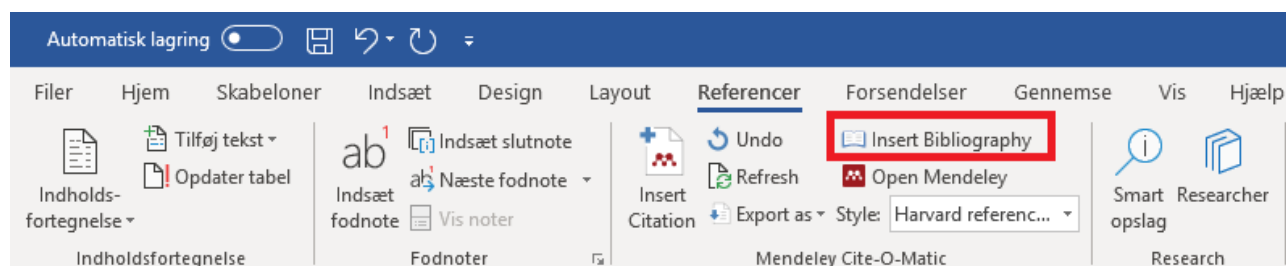 Automatisk lagring
Filer Hjem Skabeloner Indsæt Design Layout Referencer Forsendelser Gennemse Vis Hjælp
Indholds-
fortegnelse
Tilføj tekst
Opdater tabel
Indholdsfortegnelse
ab1
Indsæt
fodnote
Indsæt slutnote
Næste fodnote
Vis noter
Fodnoter
Insert
Citation
Undo
Refresh
Export as
Insert Bibliography
Open Mendeley
Style: Harvard referenc...
Mendeley Cite-O-Matic
Smart
opslag
Researcher
Research